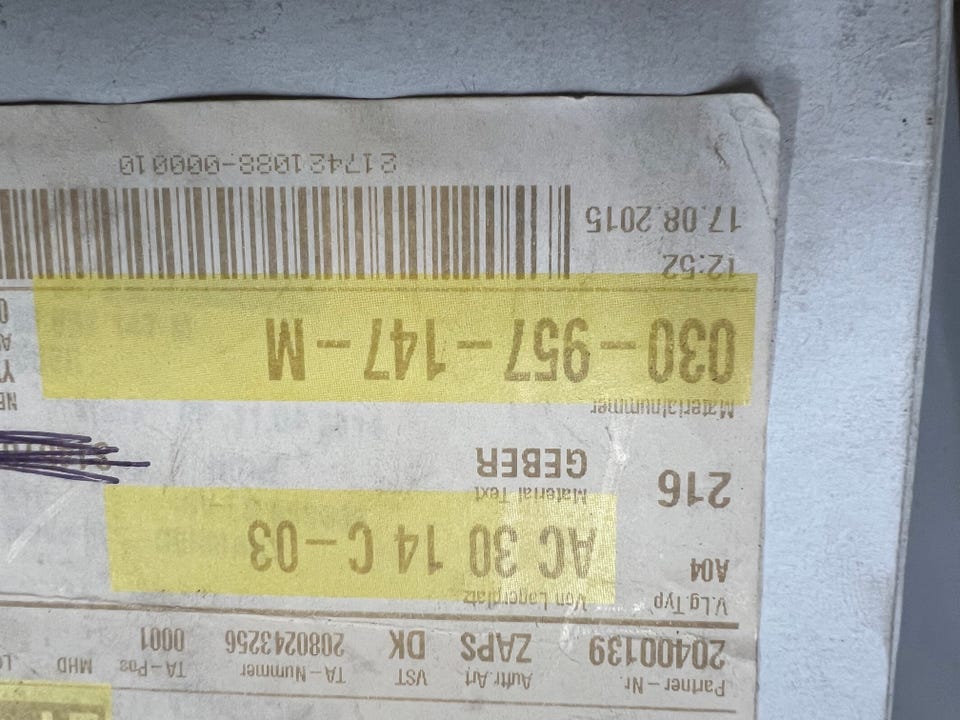 Partner-Nr. Auftr.Art VST TA-Nummer TA-Pos MHD
20400139 ZAPS DK 2080243256 0001
V.Lg.Typ Von Lagerplatz
A04 AC 30 14 C-03
Material Text
216 GEBER
Materialnummer
030-957-147-M
12:52
17.08.2015
217421088-000010